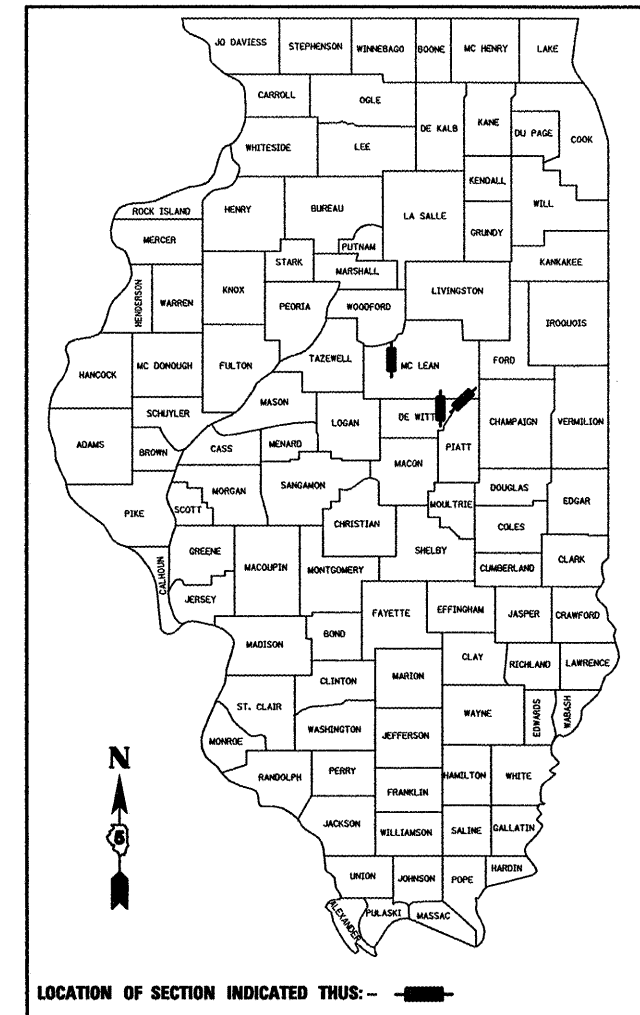 JO DAVIESS STEPHENSON WINNEBAGO BOONE MC HENRY LAKE
CARROLL OGLE DE KALB KANE DU PAGE COOK
WHITESIDE LEE
KENDALL WILL
ROCK ISLAND HENRY BUREAU LA SALLE
MERCER PUTNAM GRUNDY
STARK MARSHALL KANKAKEE
HENDERSON WARREN KNOX PEORIA WOODFORD LIVINGSTON IROQUOIS
HANCOCK MC DONOUGH FULTON TAZEWELL MC LEAN FORD
MASON
SCHUYLER LOGAN DE WITT CHAMPAIGN VERMILION
ADAMS BROWN CASS MENARD PIATT
MACON
PIKE SCOTT MORGAN SANGAMON MOULTRIE DOUGLAS EDGAR
CHRISTIAN COLES
GREENE SHELBY
CALHOUN MACOUPIN MONTGOMERY CUMBERLAND CLARK
JERSEY
FAYETTE EFFINGHAM JASPER CRAWFORD
MADISON BOND
CLAY RICHLAND LAWRENCE
CLINTON MARION
ST. CLAIR WAYNE EDWARDS WABASH
MONROE WASHINGTON JEFFERSON
N
RANDOLPH PERRY HAMILTON WHITE
FRANKLIN
5
JACKSON WILLIAMSON SALINE GALLATIN
UNION JOHNSON POPE HARDIN
ALEXANDER PULASKI MASSAC
LOCATION OF SECTION INDICATED THUS: --